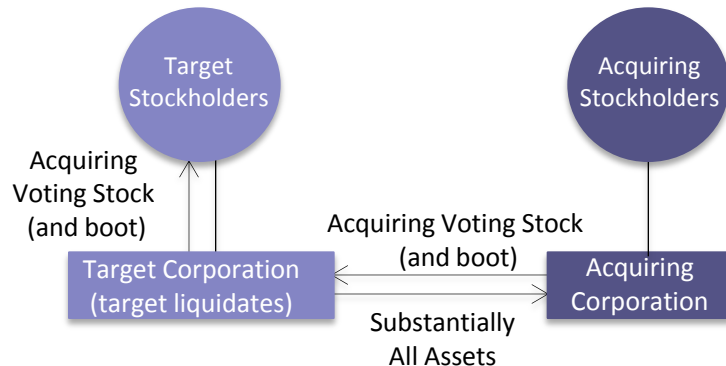 Target
Stockholders
Acquiring
Stockholders
Acquiring
Voting Stock
(and boot)
Acquiring Voting Stock
(and boot)
Target Corporation
(target liquidates)
Acquiring
Corporation
Substantially
All Assets